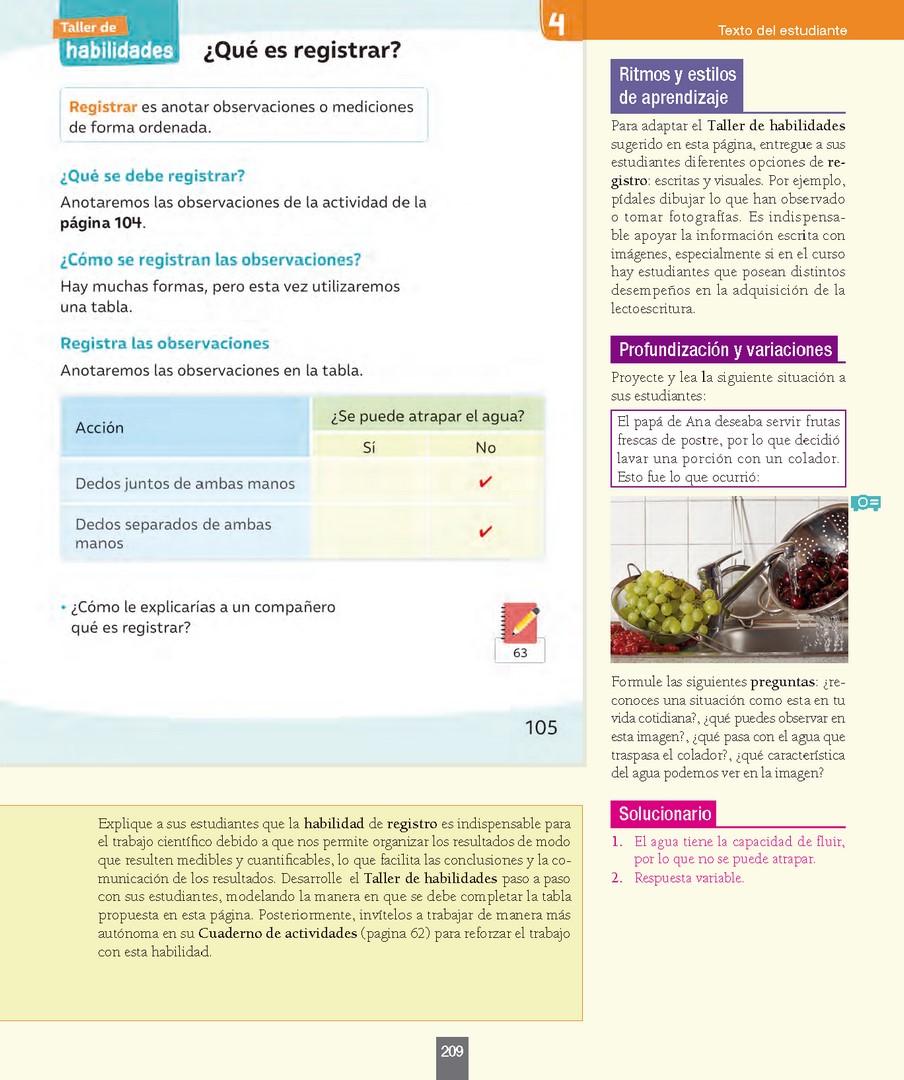 Taller de
habilidades
¿Qué es registrar?
4
Registrar es anotar observaciones o mediciones
de forma ordenada.
¿Qué se debe registrar?
Anotaremos las observaciones de la actividad de la
página 104.
¿Cómo se registran las observaciones?
Hay muchas formas, pero esta vez utilizaremos
una tabla.
Registra las observaciones
Anotaremos las observaciones en la tabla.
Acción
¿Se puede atrapar el agua?
Sí No
Dedos juntos de ambas manos ✓
Dedos separados de ambas
manos ✓
• ¿Cómo le explicarías a un compañero
qué es registrar?
63
105
Texto del estudiante
Ritmos y estilos
de aprendizaje
Para adaptar el Taller de habilidades
sugerido en esta página, entregue a sus
estudiantes diferentes opciones de re-
gistro: escritas y visuales. Por ejemplo,
pídales dibujar lo que han observado
o tomar fotografías. Es indispensa-
ble apoyar la información escrita con
imágenes, especialmente si en el curso
hay estudiantes que posean distintos
desempeños en la adquisición de la
lectoescritura.
Profundización y variaciones
Proyecte y lea la siguiente situación a
sus estudiantes:
El papá de Ana deseaba servir frutas
frescas de postre, por lo que decidió
lavar una porción con un colador.
Esto fue lo que ocurrió:
Formule las siguientes preguntas: ¿re-
conoces una situación como esta en tu
vida cotidiana?, ¿qué puedes observar en
esta imagen?, ¿qué pasa con el agua que
traspasa el colador?, ¿qué característica
del agua podemos ver en la imagen?
Solucionario
1. El agua tiene la capacidad de fluir,
por lo que no se puede atrapar.
2. Respuesta variable.
Explique a sus estudiantes que la habilidad de registro es indispensable para
el trabajo científico debido a que nos permite organizar los resultados de modo
que resulten medibles y cuantificables, lo que facilita las conclusiones y la co-
municación de los resultados. Desarrolle el Taller de habilidades paso a paso
con sus estudiantes, modelando la manera en que se debe completar la tabla
propuesta en esta página. Posteriormente, invítelos a trabajar de manera más
autónoma en su Cuaderno de actividades (pagina 62) para reforzar el trabajo
con esta habilidad.
209